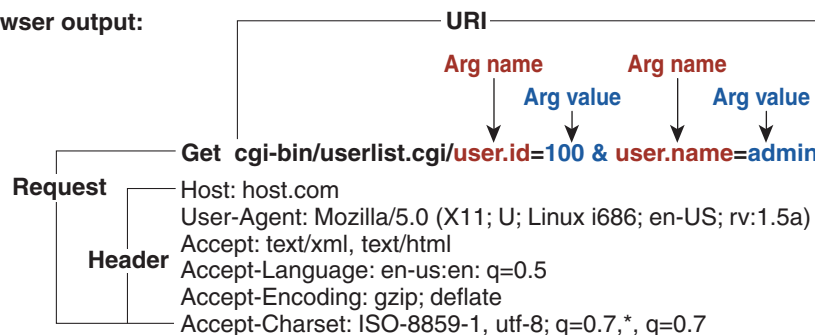 wser output:
URI
Arg name Arg name
Arg value Arg value
Get cgi-bin/userlist.cgi/user.id=100 & user.name=admin
Request
Host: host.com
User-Agent: Mozilla/5.0 (X11; U; Linux i686; en-US; rv:1.5a)
Accept: text/xml, text/html
Header
Accept-Language: en-us:en: q=0.5
Accept-Encoding: gzip; deflate
Accept-Charset: ISO-8859-1, utf-8; q=0.7,*, q=0.7